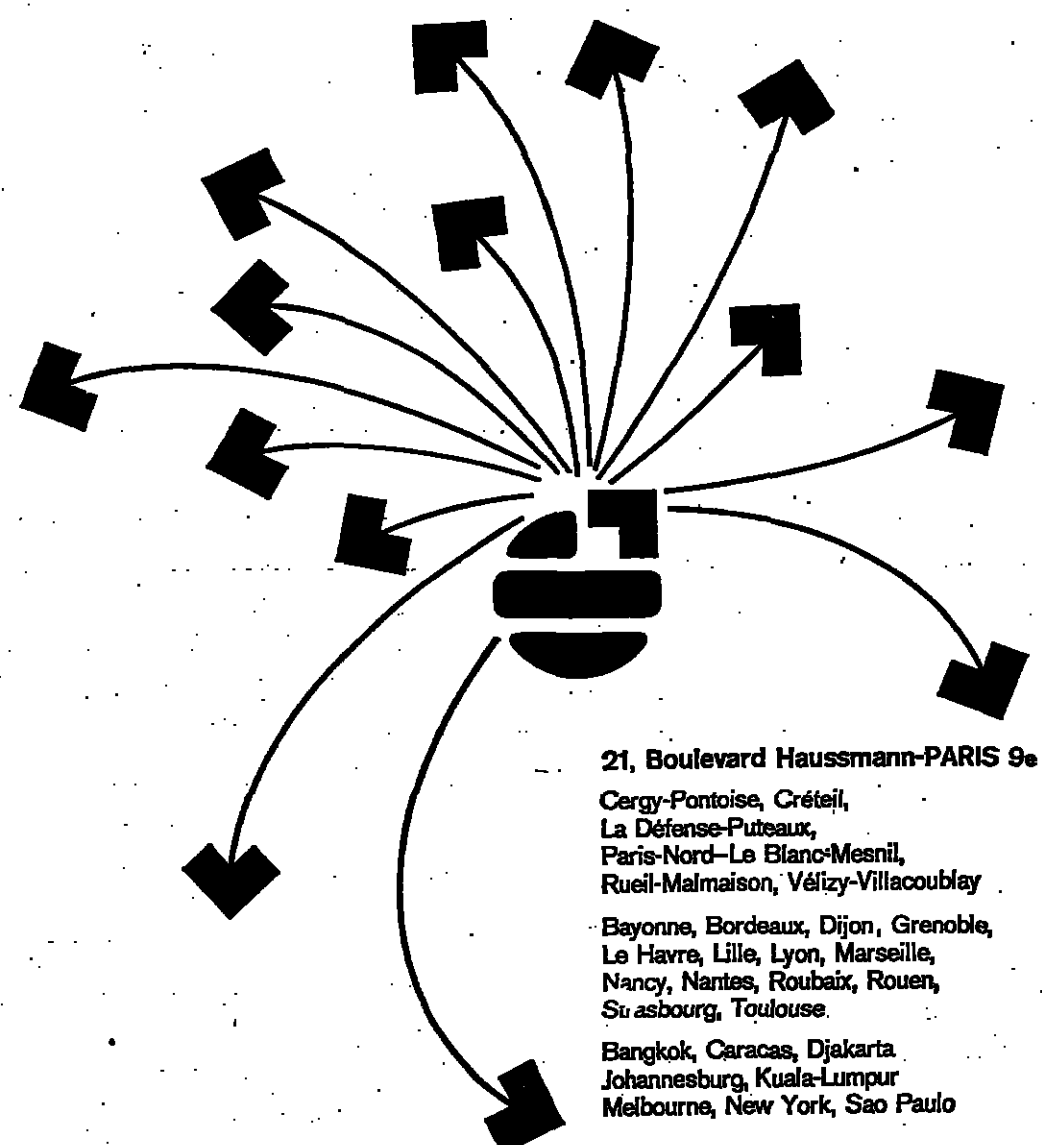 21, Boulevard Haussmann-PARIS 9e
Cergy-Pontoise, Créteil,
La Défense-Puteaux,
Paris-Nord-Le Blanc-Mesnil,
Rueil-Malmaison, Vélizy-Villacoublay
Bayonne, Bordeaux, Dijon, Grenoble,
Le Havre, Lille, Lyon, Marseille,
Nancy, Nantes, Roubaix, Rouen,
Strasbourg, Toulouse.
Bangkok, Caracas, Djakarta
Johannesburg, Kuala-Lumpur
Melbourne, New York, Sao Paulo